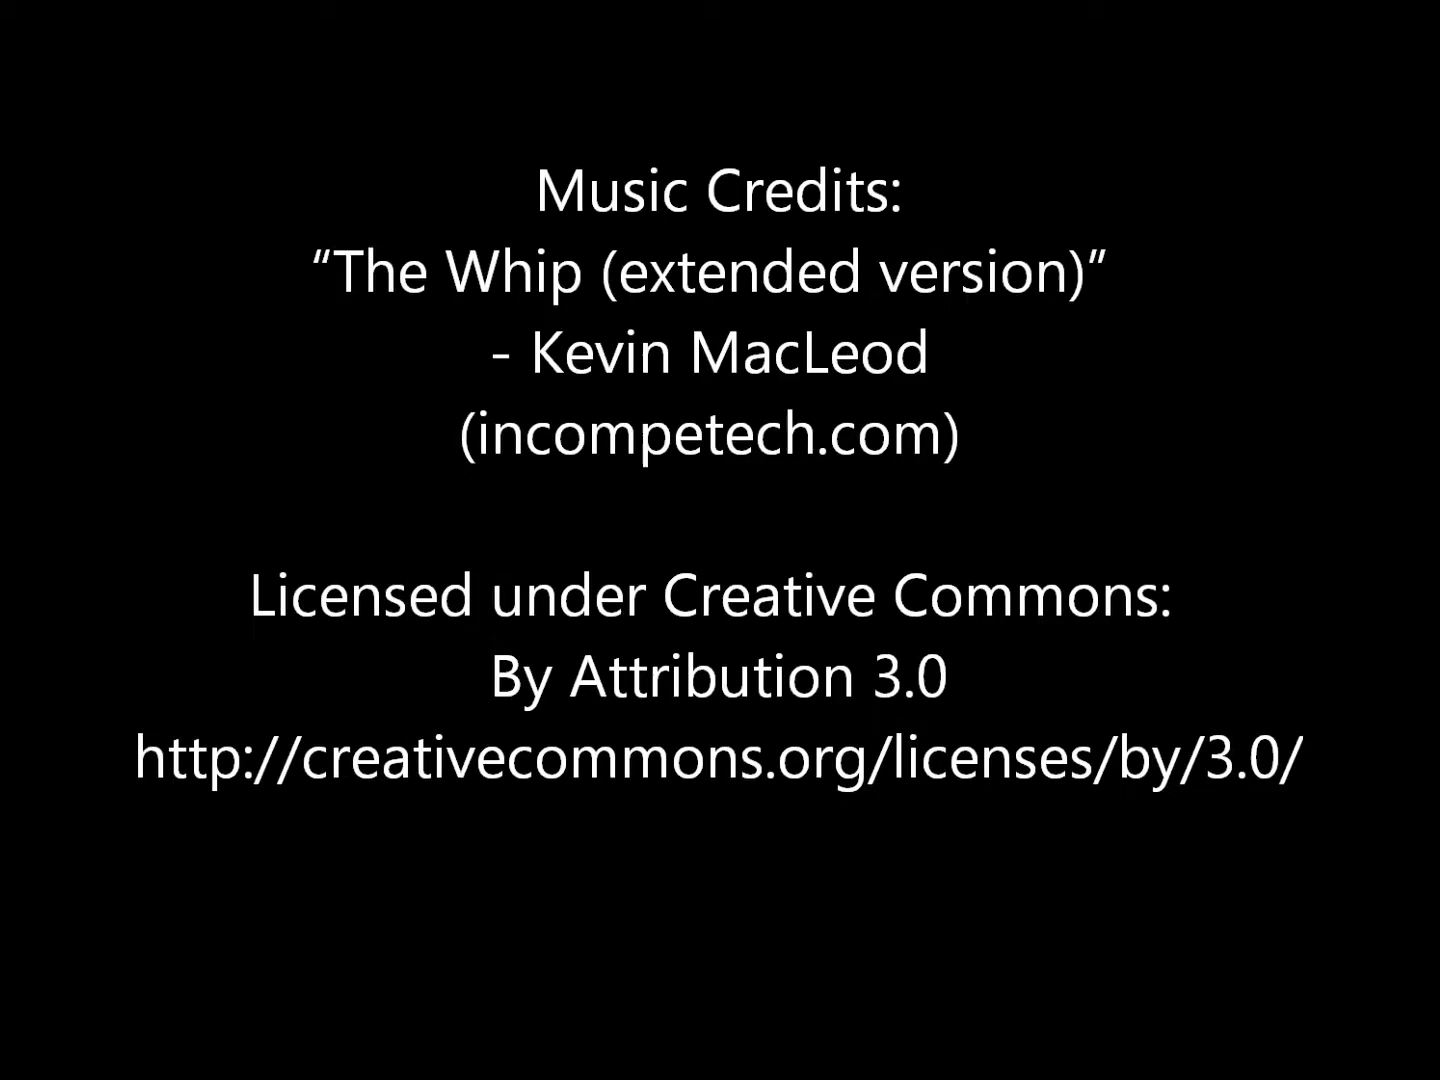 Music Credits:
“The Whip (extended version)”
- Kevin MacLeod
(incompetech.com)
Licensed under Creative Commons:
By Attribution 3.0
http://creativecommons.org/licenses/by/3.0/